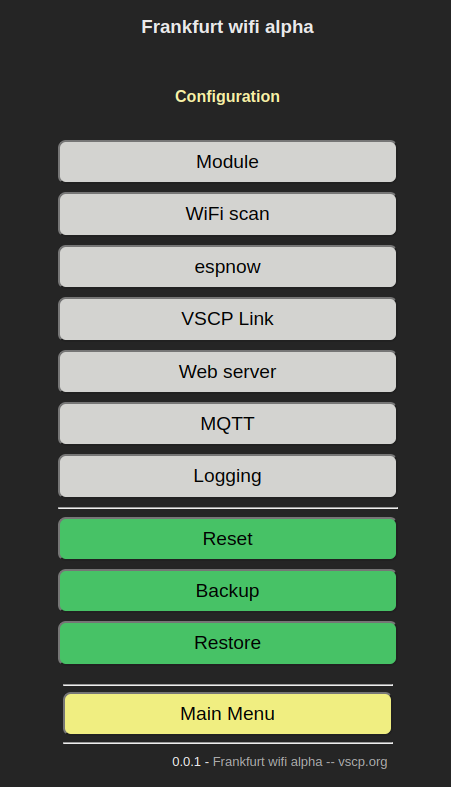 Frankfurt wifi alpha
Configuration
Module
WiFi scan
espnow
VSCP Link
Web server
MQTT
Logging
Reset
Backup
Restore
Main Menu
0.0.1 - Frankfurt wifi alpha -- vscp.org